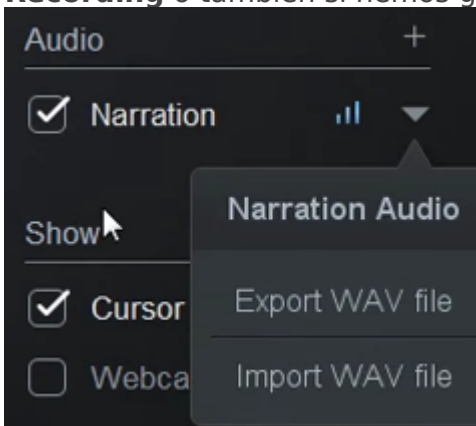 Audio +
Narration
Narration Audio
Show
Export WAV file
Cursor
Import WAV file
Webca